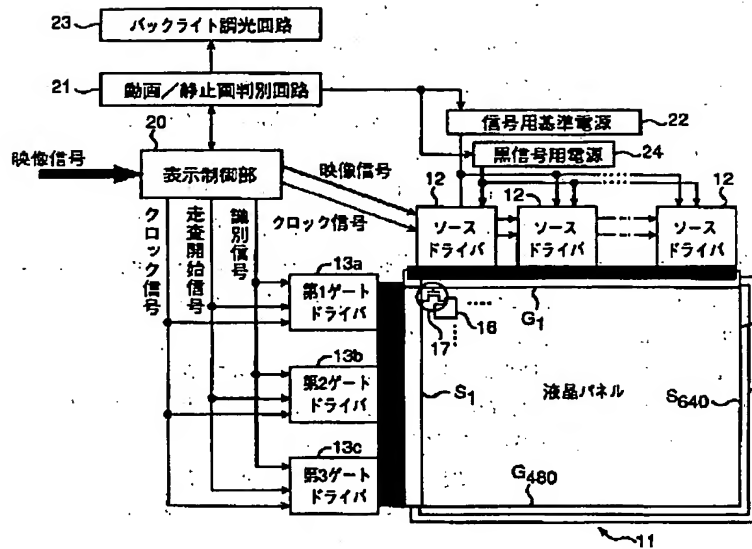 23
バックライト調光回路
21
動画／静止画判別回路
22
信号用基準電源
20
映像信号
表示制御部
映像信号
24
黒信号用電源
クロック信号
走査開始信号
識別信号
クロック信号
12
12
12
ソース
ドライバ
ソース
ドライバ
ソース
ドライバ
13a
第1ゲート
ドライバ
G1
17
16
13b
第2ゲート
ドライバ
S1
液晶パネル
S640
13c
第3ゲート
ドライバ
G480
11